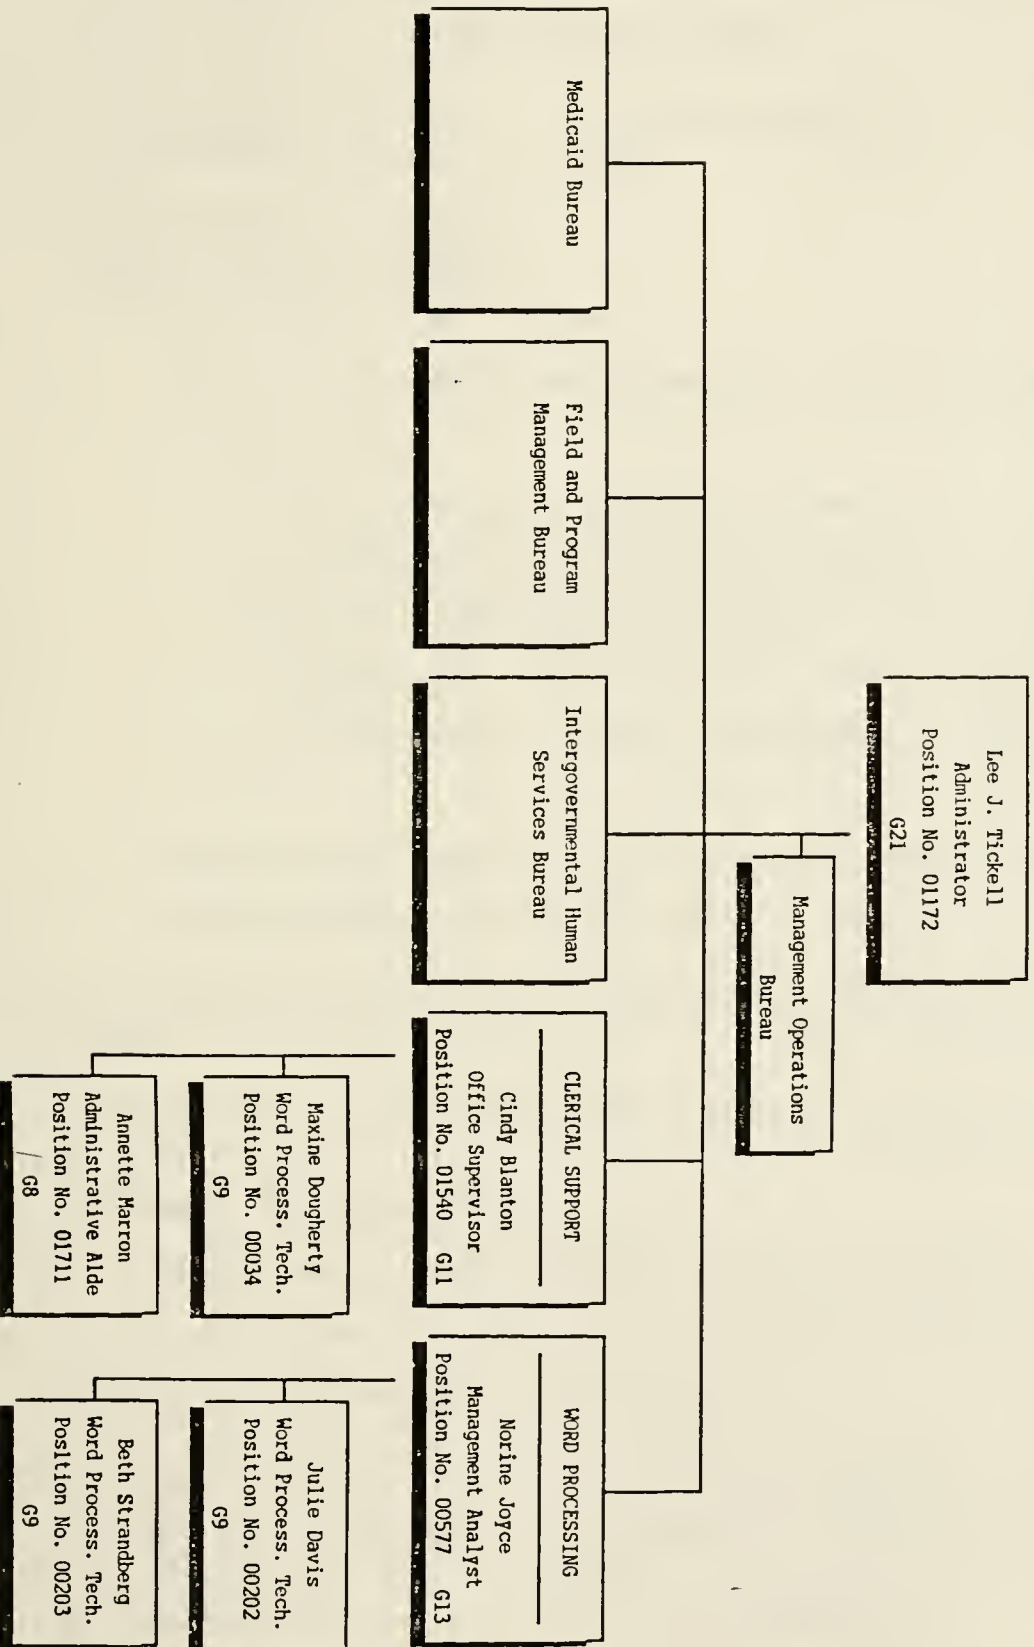 Lee J. Tickell
Administrator
Position No. 01172
G21
Management Operations
Bureau
Medicaid Bureau
Field and Program
Management Bureau
Intergovernmental Human
Services Bureau
CLERICAL SUPPORT
Cindy Blanton
Office Supervisor
Position No. 01540 G11
WORD PROCESSING
Norine Joyce
Management Analyst
Position No. 00577 G13
Maxine Dougherty
Word Process. Tech.
Position No. 00034
G9
Julie Davis
Word Process. Tech.
Position No. 00202
G9
Annette Marron
Administrative Aide
Position No. 01711
G8
Beth Strandberg
Word Process. Tech.
Position No. 00203
G9